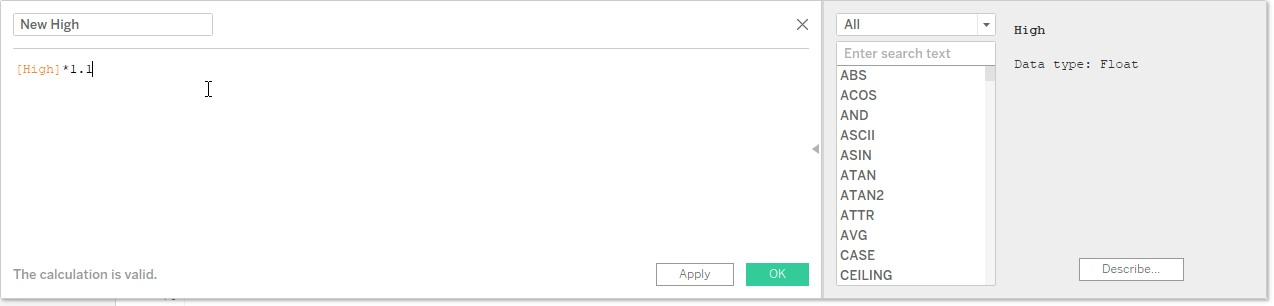 New High
[High]*1.1
The calculation is valid.
Apply
OK
All
Enter search text
ABS
ACOS
AND
ASCII
ASIN
ATAN
ATAN2
ATTR
AVG
CASE
CEILING
High
Data type: Float
Describe...